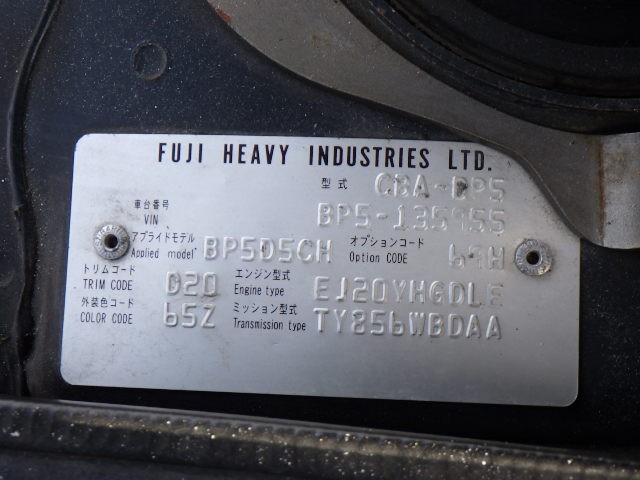 FUJI HEAVY INDUSTRIES LTD.
型式 CBA-BP5
車台番号
VIN BP5-135955
アプライドモデル
Applied model BP5D5CH オプションコード
Option CODE 69H
トリムコード
TRIM CODE D20 エンジン型式
Engine type EJ20YHGDLE
外装色コード
COLOR CODE 65Z ミッション型式
Transmission type TY856WBDAA